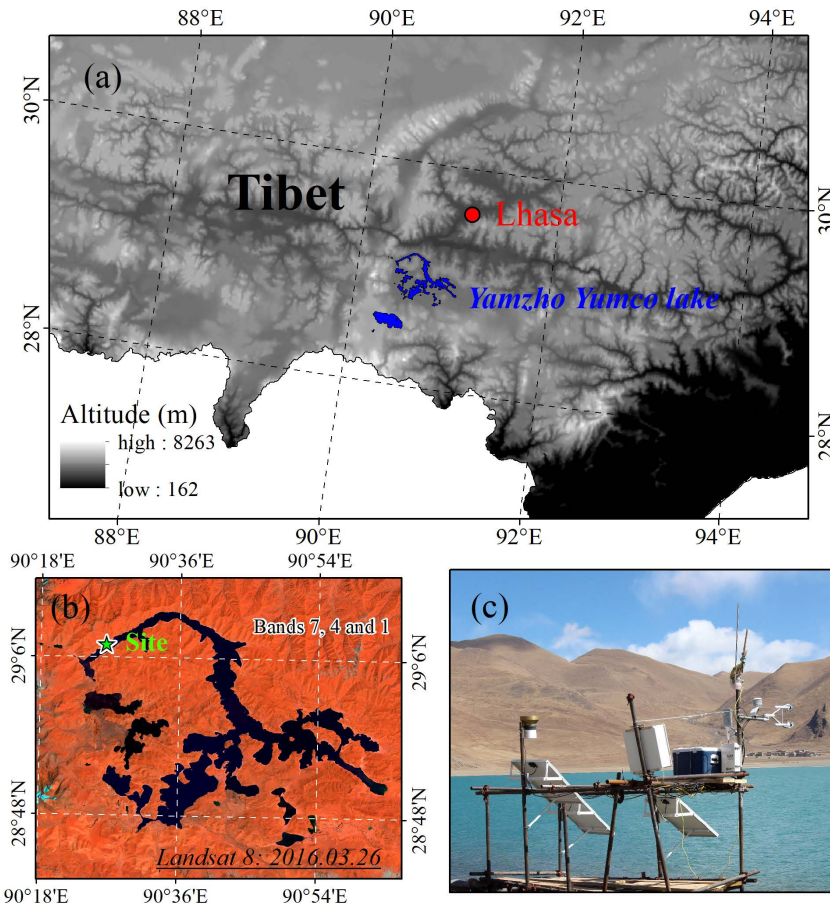 88°E 90°E 92°E 94°E
(a)
30°N
Tibet
Lhasa
30°N
Yamzho Yumco lake
28°N
28°N
Altitude (m)
high : 8263
low : 162
88°E 90°E 92°E 94°E
90°18'E 90°36'E 90°54'E
(b)
Bands 7, 4 and 1
Site
29°6'N
29°6'N
28°48'N
28°48'N
Landsat 8: 2016.03.26
90°18'E 90°36'E 90°54'E
(c)